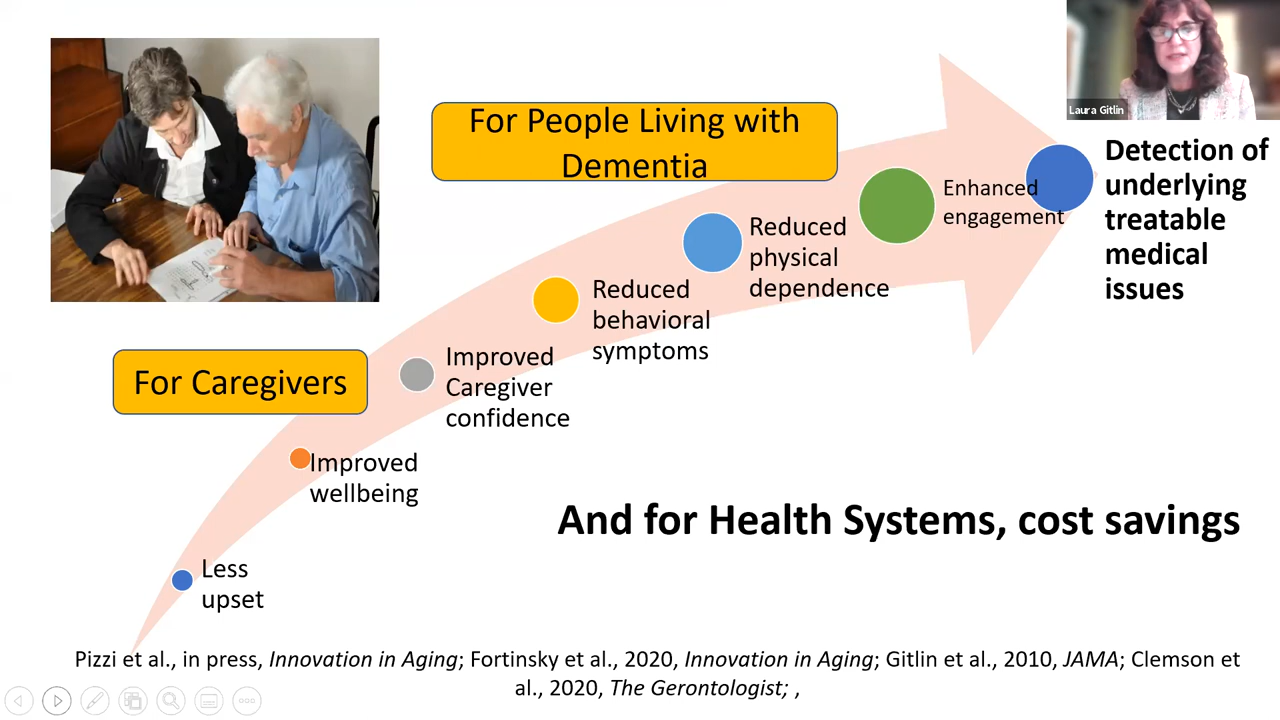 Laura Gitlin
For People Living with
Dementia
Detection of
underlying
treatable
medical
issues
Enhanced
engagement
Reduced
physical
dependence
Reduced
behavioral
symptoms
For Caregivers
Improved
Caregiver
confidence
Improved
wellbeing
And for Health Systems, cost savings
Less
upset
Pizzi et al., in press, Innovation in Aging; Fortinsky et al., 2020, Innovation in Aging; Gitlin et al., 2010, JAMA; Clemson et
al., 2020, The Gerontologist; ,